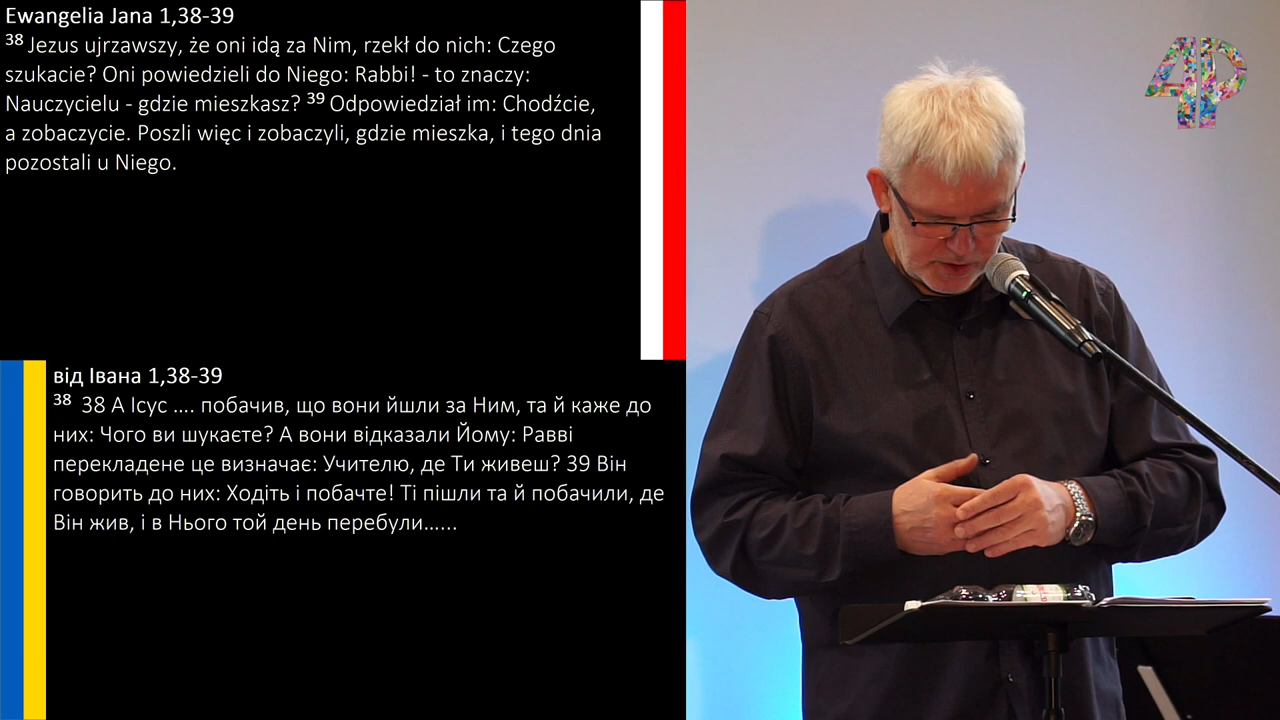 Ewangelia Jana 1,38-39
38 Jezus ujrzawszy, że oni idą za Nim, rzekł do nich: Czego
szukacie? Oni powiedzieli do Niego: Rabbi! - to znaczy:
Nauczycielu - gdzie mieszkasz? 39 Odpowiedział im: Chodźcie,
a zobaczycie. Poszli więc i zobaczyli, gdzie mieszka, i tego dnia
pozostali u Niego.
від Івана 1,38-39
38 38 А Ісус .... побачив, що вони йшли за Ним, та й каже до
них: Чого ви шукаєте? А вони відказали Йому: Равві
перекладене це визначає: Учителю, де Ти живеш? 39 Він
говорить до них: Ходіть і побачте! Ті пішли та й побачили, де
Він жив, і в Нього той день перебули…...
4P